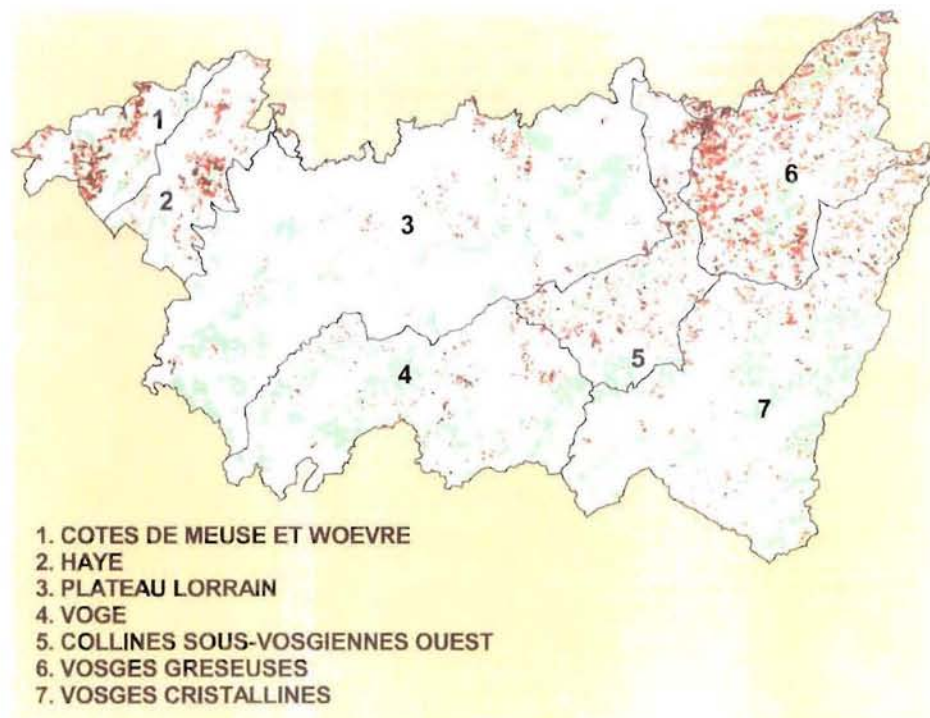 1
2
3
6
5
4
7
1. COTES DE MEUSE ET WOEVRE
2. HAYE
3. PLATEAU LORRAIN
4. VOGE
5. COLLINES SOUS-VOSGIENNES OUEST
6. VOSGES GRESEUSES
7. VOSGES CRISTALLINES